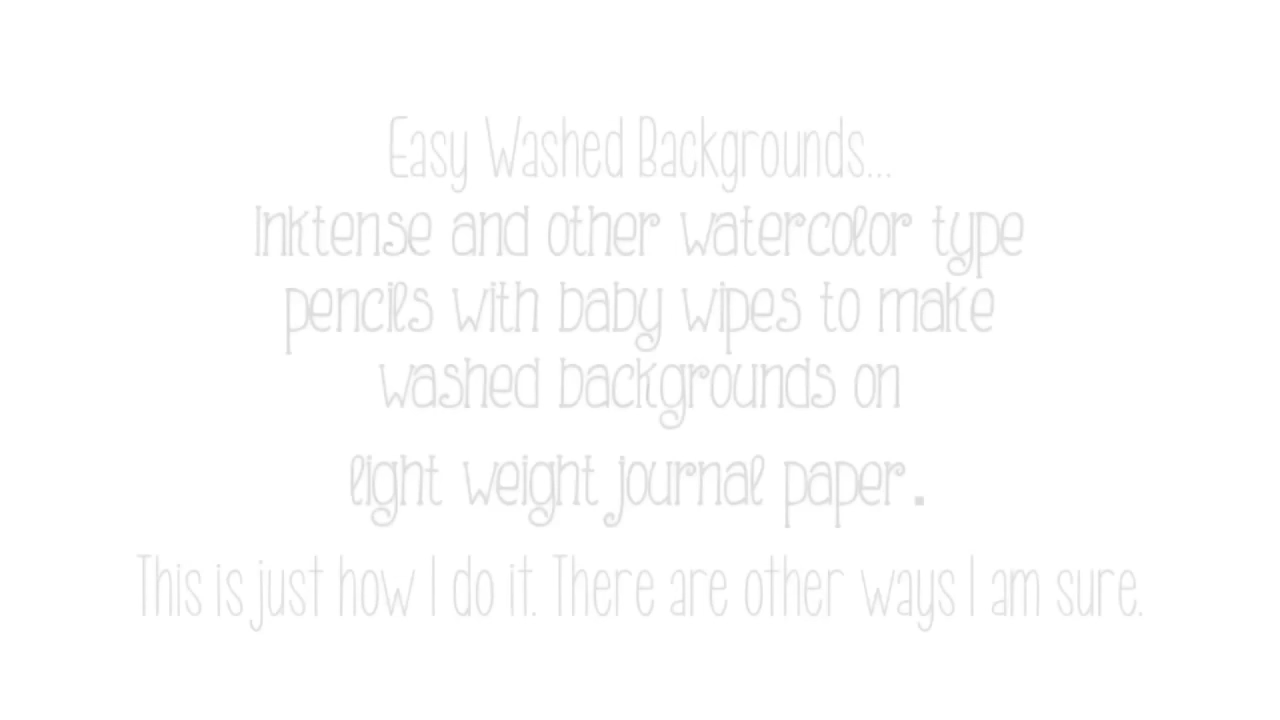 Easy Washed Backgrounds...
Inktense and other watercolor type
pencils with baby wipes to make
washed backgrounds on
light weight journal paper.
This is just how I do it. There are other ways I am sure.